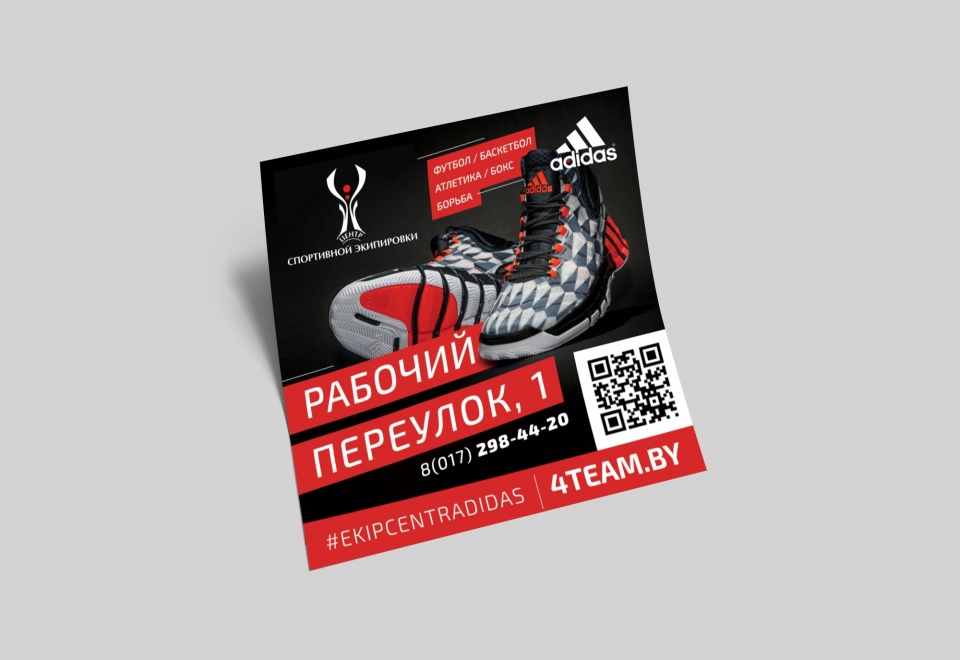 ФУТБОЛ / БАСКЕТБОЛ
АТЛЕТИКА / БОКС
БОРЬБА
adidas
adidas
ЦЕНТР
СПОРТИВНОЙ ЭКИПИРОВКИ
РАБОЧИЙ
ПЕРЕУЛОК, 1
8(017) 298-44-20
#EKIPCENTRADIDAS
4TEAM.BY